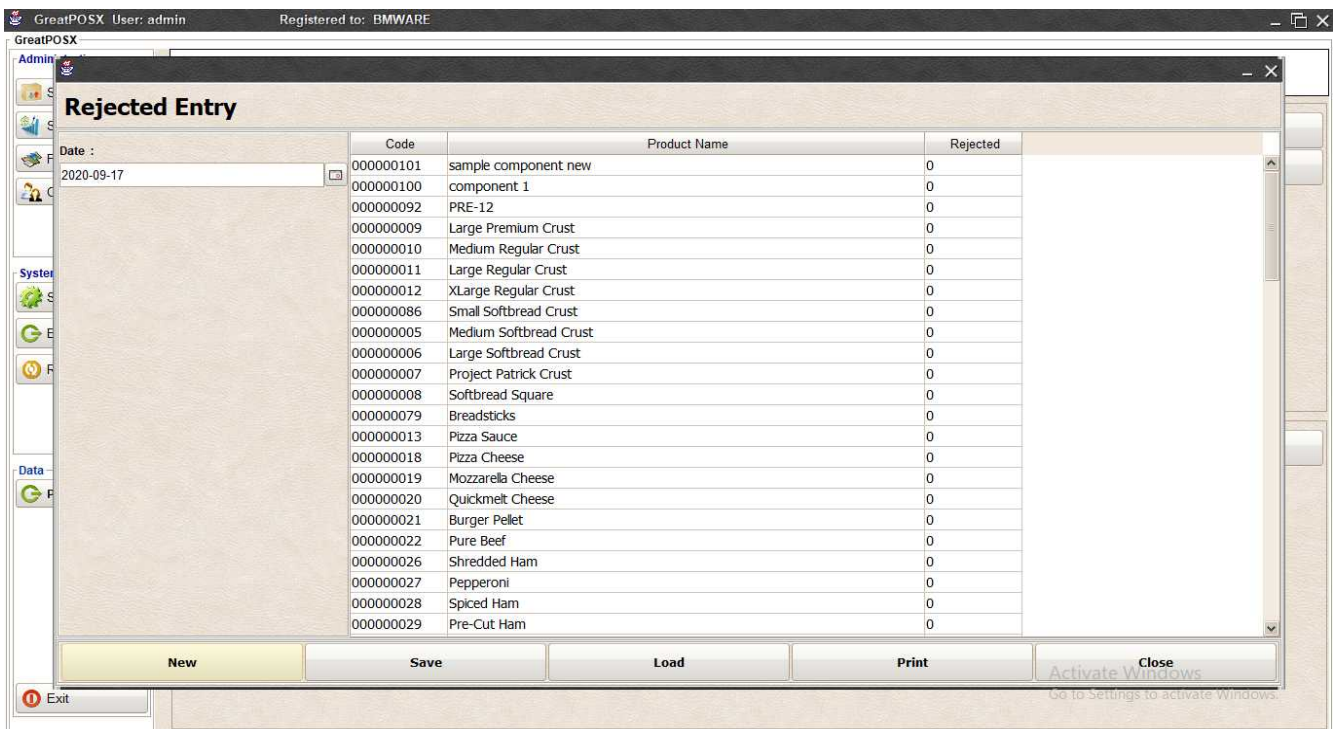 GreatPOSX User: admin Registered to: BMWARE
GreatPOSX
Rejected Entry
Date :
2020-09-17
Code Product Name Rejected
000000101 sample component new 0
000000100 component 1 0
000000092 PRE-12 0
000000009 Large Premium Crust 0
000000010 Medium Regular Crust 0
000000011 Large Regular Crust 0
000000012 XLarge Regular Crust 0
000000086 Small Softbread Crust 0
000000005 Medium Softbread Crust 0
000000006 Large Softbread Crust 0
000000007 Project Patrick Crust 0
000000008 Softbread Square 0
000000079 Breadsticks 0
000000013 Pizza Sauce 0
000000018 Pizza Cheese 0
000000019 Mozzarella Cheese 0
000000020 Quickmelt Cheese 0
000000021 Burger Pellet 0
000000022 Pure Beef 0
000000026 Shredded Ham 0
000000027 Pepperoni 0
000000028 Spiced Ham 0
000000029 Pre-Cut Ham 0
Data
New Save Load Print Close
Activate Windows
Go to Settings to activate Windows.
Exit